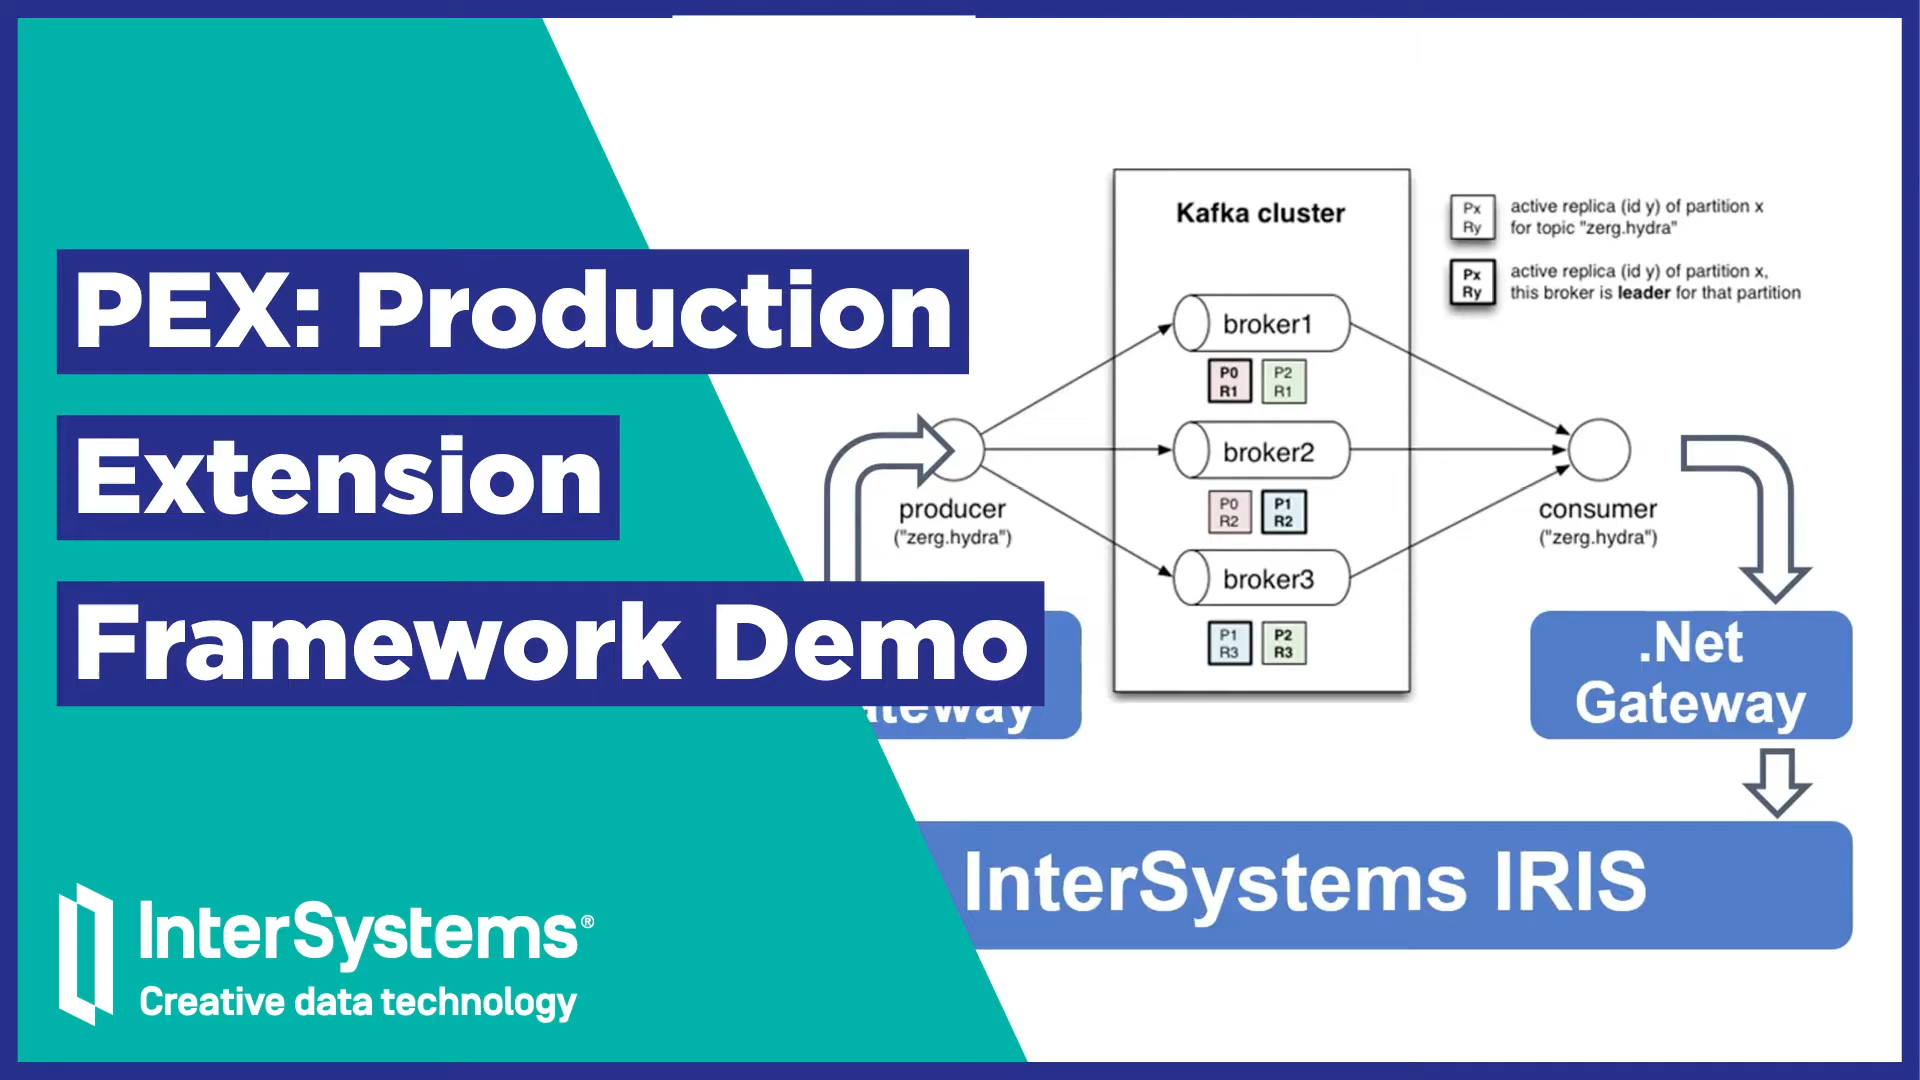 PEX: Production
Extension
Framework Demo
InterSystems®
Creative data technology
Kafka cluster
Px
Ry
active replica (id y) of partition x
for topic "zerg.hydra"
Px
Ry
active replica (id y) of partition x,
this broker is leader for that partition
broker1
P0
R1
P2
R1
broker2
P0
R2
P1
R2
broker3
P1
R3
P2
R3
producer
("zerg.hydra")
consumer
("zerg.hydra")
.Net
Gateway
InterSystems IRIS